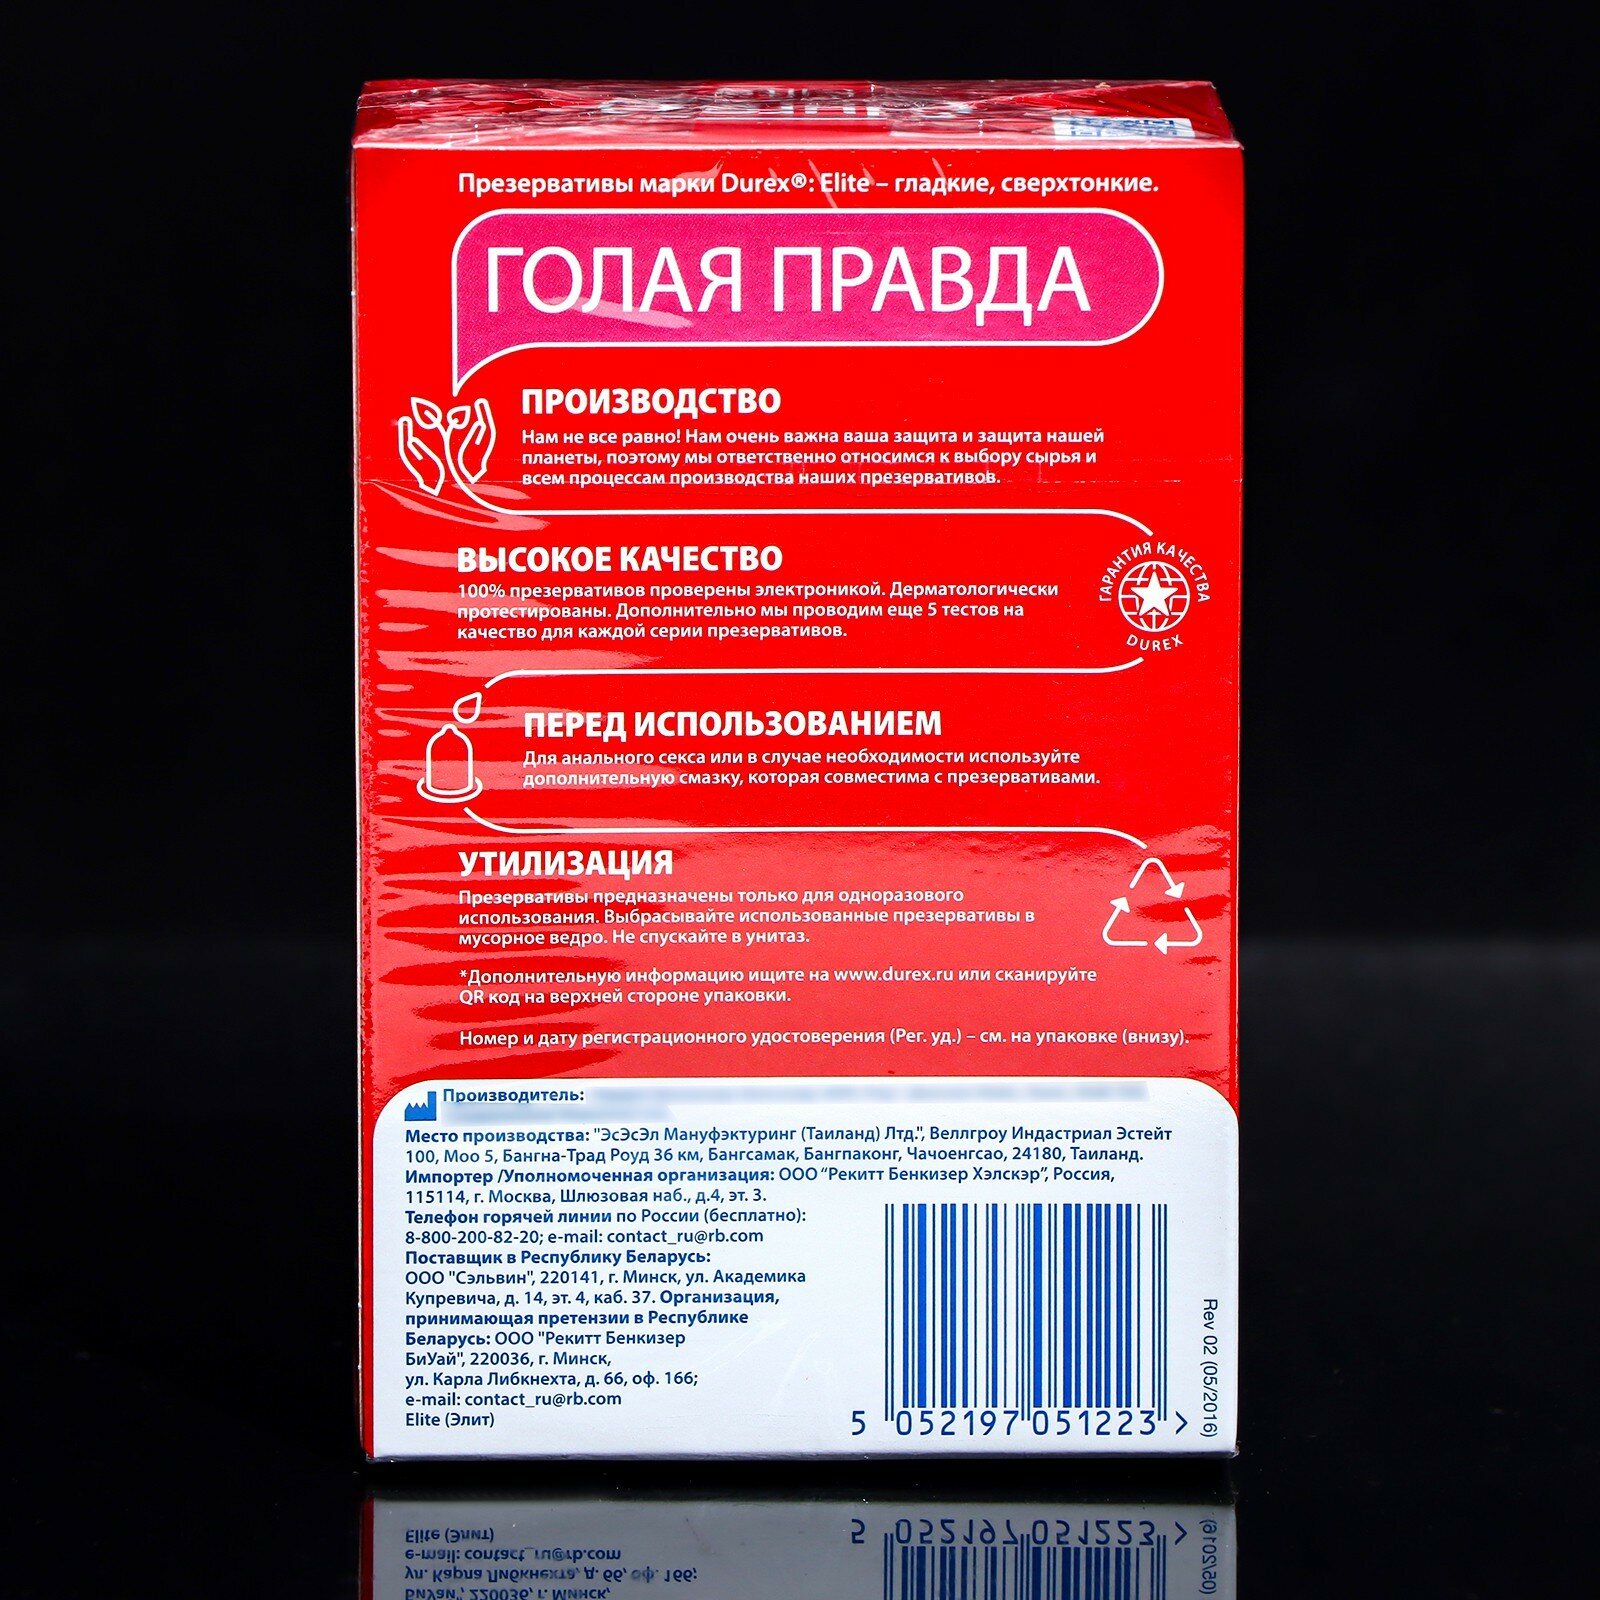 Презервативы марки Durex®: Elite – гладкие, сверхтонкие.
ГОЛАЯ ПРАВДА
ПРОИЗВОДСТВО
Нам не все равно! Нам очень важна ваша защита и защита нашей
планеты, поэтому мы ответственно относимся к выбору сырья и
всем процессам производства наших презервативов.
ВЫСОКОЕ КАЧЕСТВО
100% презервативов проверены электроникой. Дерматологически
протестированы. Дополнительно мы проводим еще 5 тестов на
качество для каждой серии презервативов.
ГАРАНТИЯ КАЧЕСТВА
DUREX
ПЕРЕД ИСПОЛЬЗОВАНИЕМ
Для анального секса или в случае необходимости используйте
дополнительную смазку, которая совместима с презервативами.
УТИЛИЗАЦИЯ
Презервативы предназначены только для одноразового
использования. Выбрасывайте использованные презервативы в
мусорное ведро. Не спускайте в унитаз.
*Дополнительную информацию ищите на www.durex.ru или сканируйте
QR код на верхней стороне упаковки.
Номер и дату регистрационного удостоверения (Рег. уд.) – см. на упаковке (внизу).
Производитель:
Место производства: "ЭсЭсЭл Мануфэктуринг (Таиланд) Лтд.", Веллгроу Индастриал Эстейт
100, Моо 5, Бангна-Трад Роуд 36 км, Бангсамак, Бангпаконг, Чачоенгсао, 24180, Таиланд.
Импортер /Уполномоченная организация: ООО “Рекитт Бенкизер Хэлскэр”, Россия,
115114, г. Москва, Шлюзовая наб., д.4, эт. 3.
Телефон горячей линии по России (бесплатно):
8-800-200-82-20; e-mail: contact_ru@rb.com
Поставщик в Республику Беларусь:
ООО "Сэльвин", 220141, г. Минск, ул. Академика
Купревича, д. 14, эт. 4, каб. 37. Организация,
принимающая претензии в Республике
Беларусь: ООО "Рекитт Бенкизер
БиУай", 220036, г. Минск,
ул. Карла Либкнехта, д. 66, оф. 166;
e-mail: contact_ru@rb.com
Elite (Элит)
5 052197 051223 >
Rev 02 (05/2016)